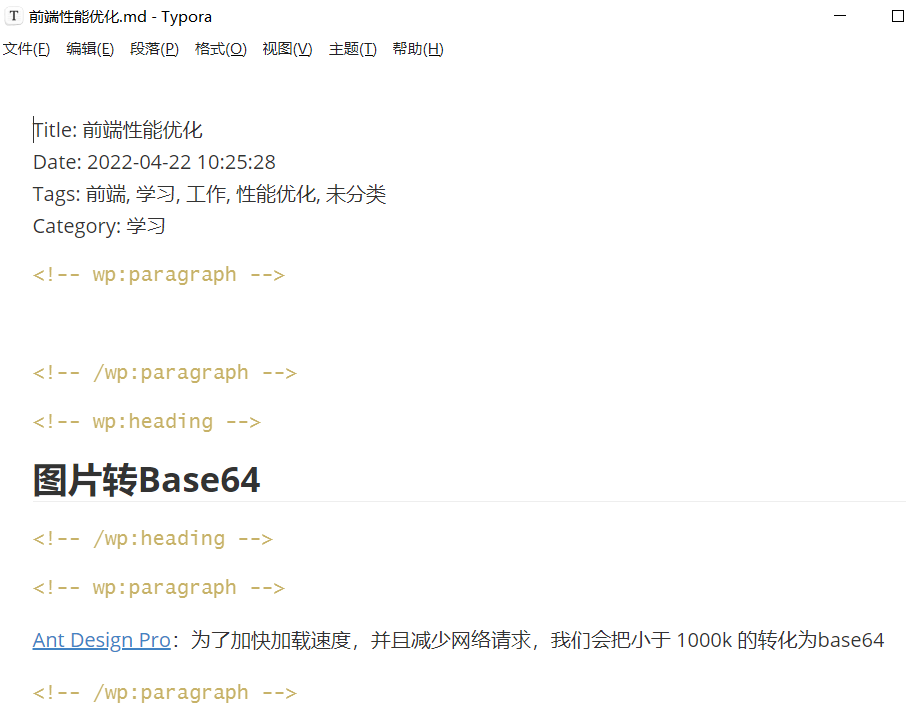 前端性能优化.md - Typora
文件(F) 编辑(E) 段落(P) 格式(O) 视图(V) 主题(T) 帮助(H)
Title: 前端性能优化
Date: 2022-04-22 10:25:28
Tags: 前端, 学习, 工作, 性能优化, 未分类
Category: 学习
<!-- wp:paragraph -->
<!-- /wp:paragraph -->
<!-- wp:heading -->
图片转Base64
<!-- /wp:heading -->
<!-- wp:paragraph -->
Ant Design Pro：为了加快加载速度，并且减少网络请求，我们会把小于 1000k 的转化为base64
<!-- /wp:paragraph -->